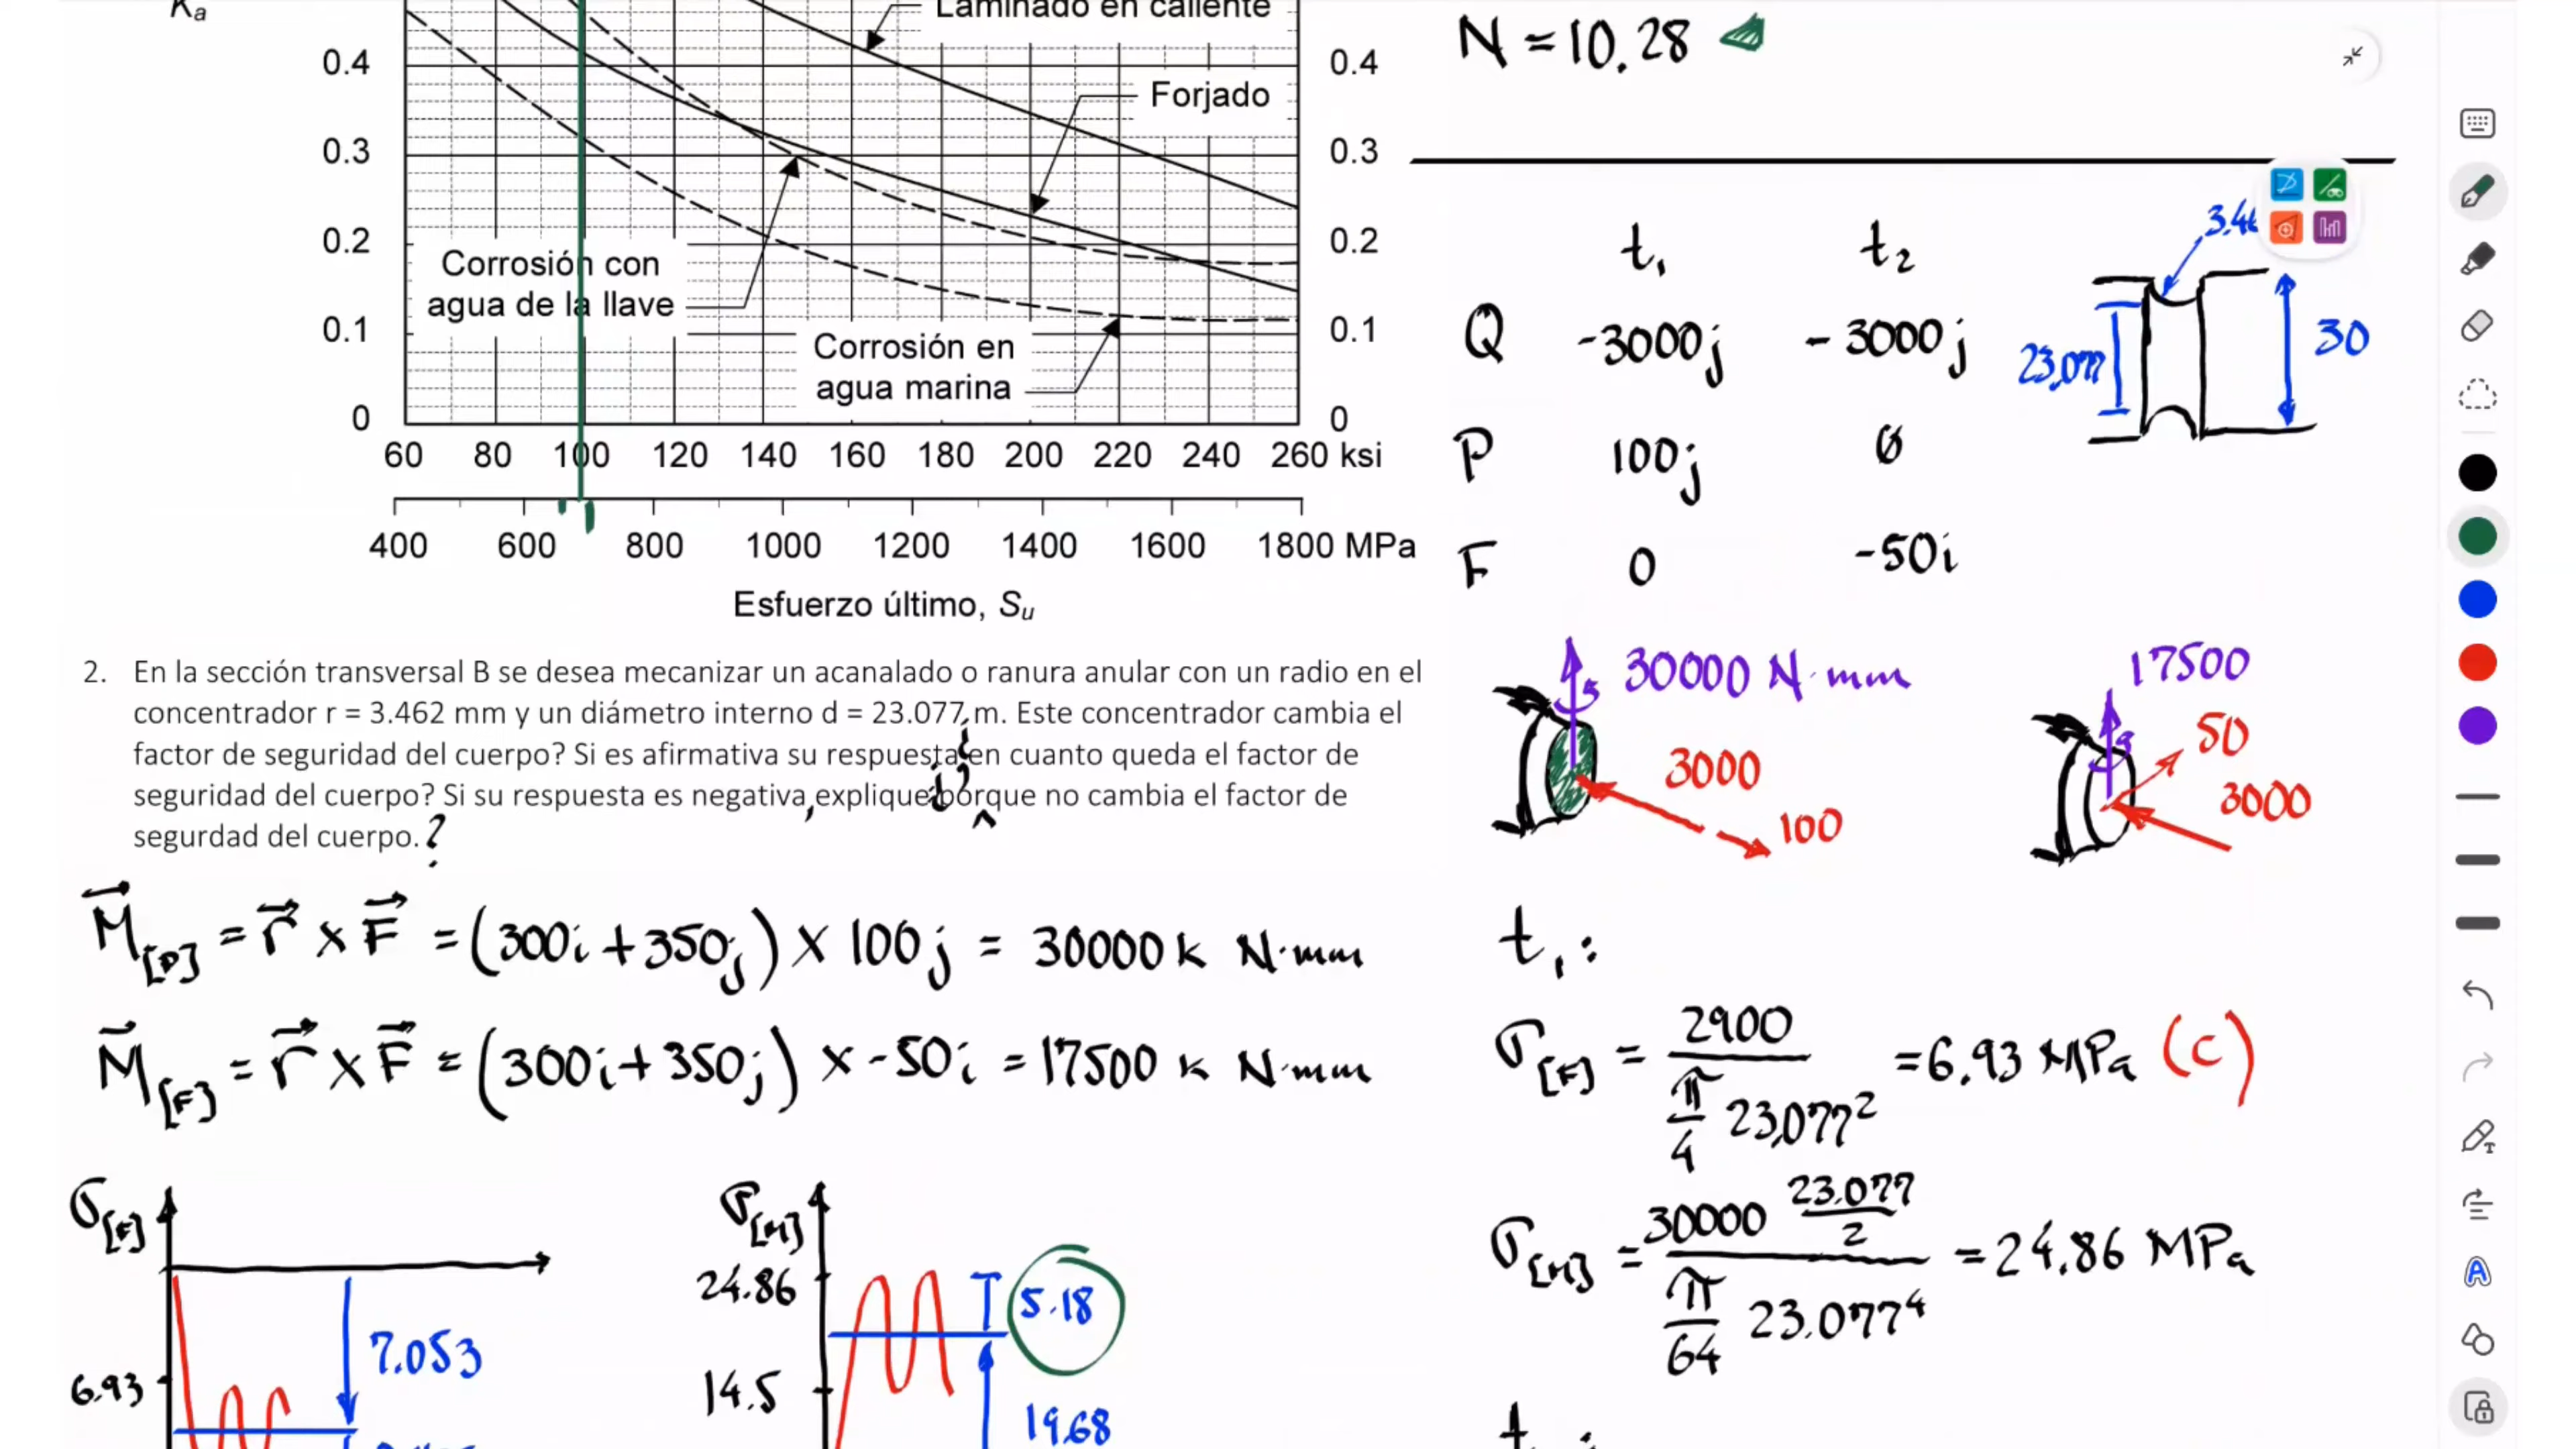 Ka
Laminado en caliente
0.4
0.4
Forjado
0.3
0.3
0.2
0.2
Corrosión con
agua de la llave
0.1
0.1
Corrosión en
agua marina
0
0
60 80 100 120 140 160 180 200 220 240 260 ksi
400 600 800 1000 1200 1400 1600 1800 MPa
Esfuerzo último, Su
2. En la sección transversal B se desea mecanizar un acanalado o ranura anular con un radio en el
concentrador r = 3.462 mm y un diámetro interno d = 23.077 m. Este concentrador cambia el
factor de seguridad del cuerpo? Si es afirmativa su respuesta ¿en cuanto queda el factor de
seguridad del cuerpo? Si su respuesta es negativa, explique ¿porque no cambia el factor de
segurdad del cuerpo.?
M[P] = r x F = (300i + 350j) x 100j = 30000k N·mm
M[F] = r x F = (300i + 350j) x -50i = 17500 k N·mm
σ[F]
7.053
6.93
σ[M]
24.86
5.18
14.5
19.68
N = 10.28
t1 t2
Q -3000j -3000j
P 100j 0
F 0 -50i
23.077
30
30000 N·mm
3000
100
17500
50
3000
t1:
σ[F] = 2900 / (π/4 23.077²) = 6.93 MPa (C)
σ[M] = 30000 23.077/2 / (π/64 23.077⁴) = 24.86 MPa